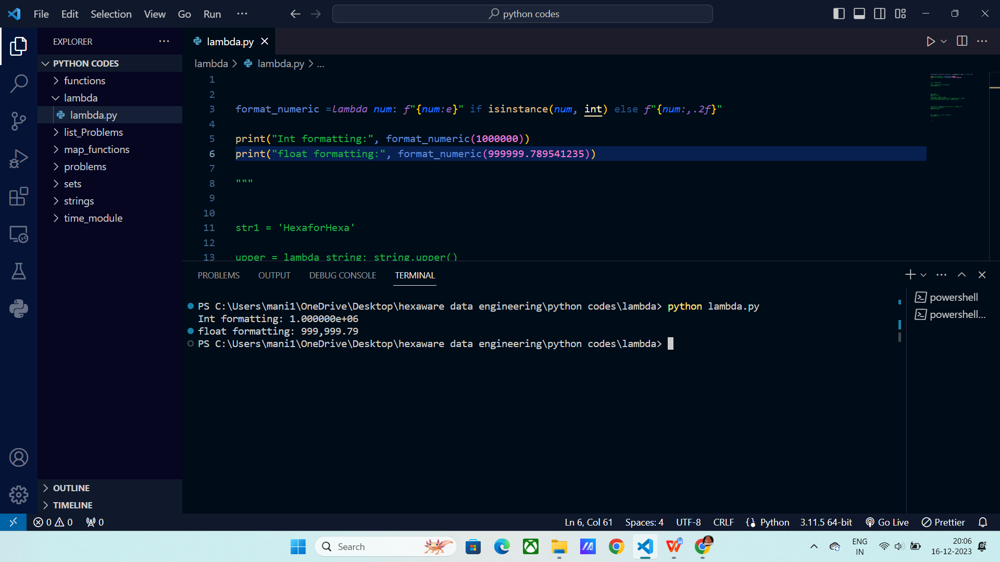 File Edit Selection View Go Run ···
python codes
EXPLORER ···
PYTHON CODES
functions
lambda
lambda.py
list_Problems
map_functions
problems
sets
strings
time_module
OUTLINE
TIMELINE
lambda.py
lambda > lambda.py > ...
1
2
3 format_numeric =lambda num: f"{num:e}" if isinstance(num, int) else f"{num:,.2f}"
4
5 print("Int formatting:", format_numeric(1000000))
6 print("float formatting:", format_numeric(999999.789541235))
7
8 """
9
10
11 str1 = 'HexaforHexa'
12
13 upper = lambda string: string.upper()
PROBLEMS OUTPUT DEBUG CONSOLE TERMINAL
PS C:\Users\mani1\OneDrive\Desktop\hexaware data engineering\python codes\lambda> python lambda.py
Int formatting: 1.000000e+06
float formatting: 999,999.79
PS C:\Users\mani1\OneDrive\Desktop\hexaware data engineering\python codes\lambda>
powershell
powershell...
0 0 0
Ln 6, Col 61 Spaces: 4 UTF-8 CRLF Python 3.11.5 64-bit Go Live Prettier
Search
ENG
IN
20:06
16-12-2023